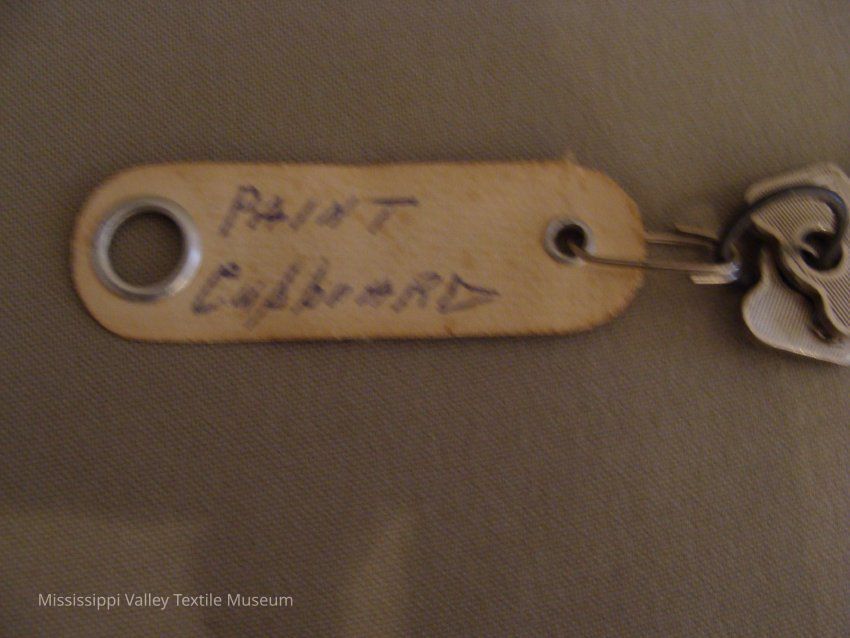 PAINT
CupboARD
Mississippi Valley Textile Museum